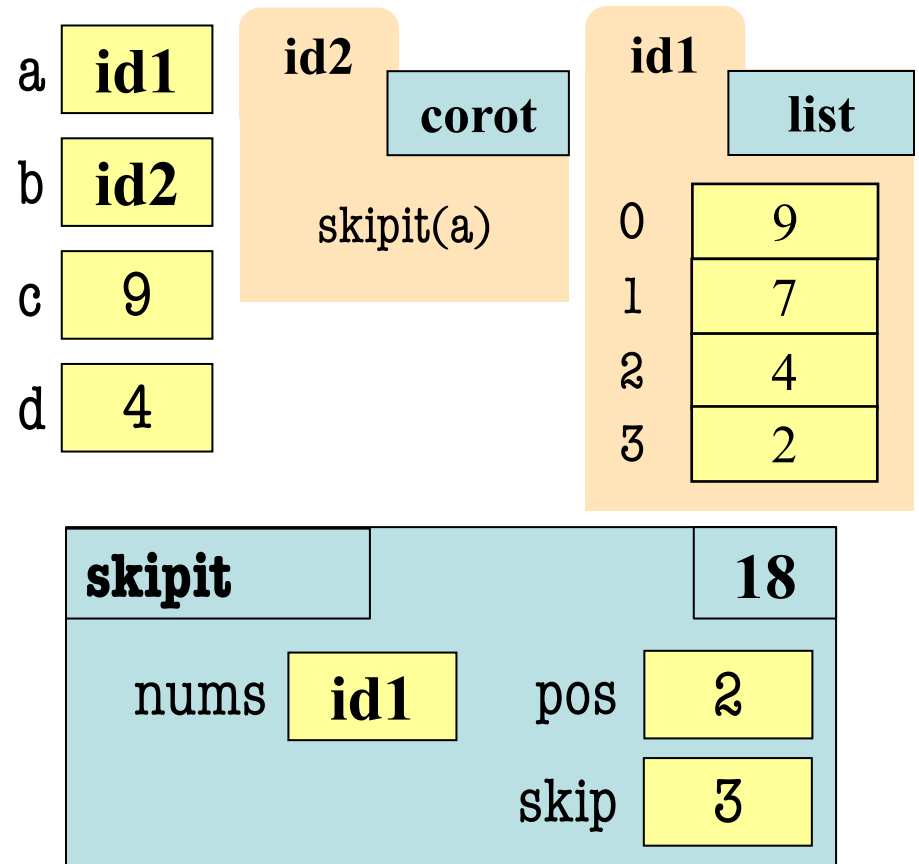 a id1
b id2
c 9
d 4
id2
corot
skipit(a)
id1
list
0 9
1 7
2 4
3 2
skipit 18
nums id1 pos 2
skip 3